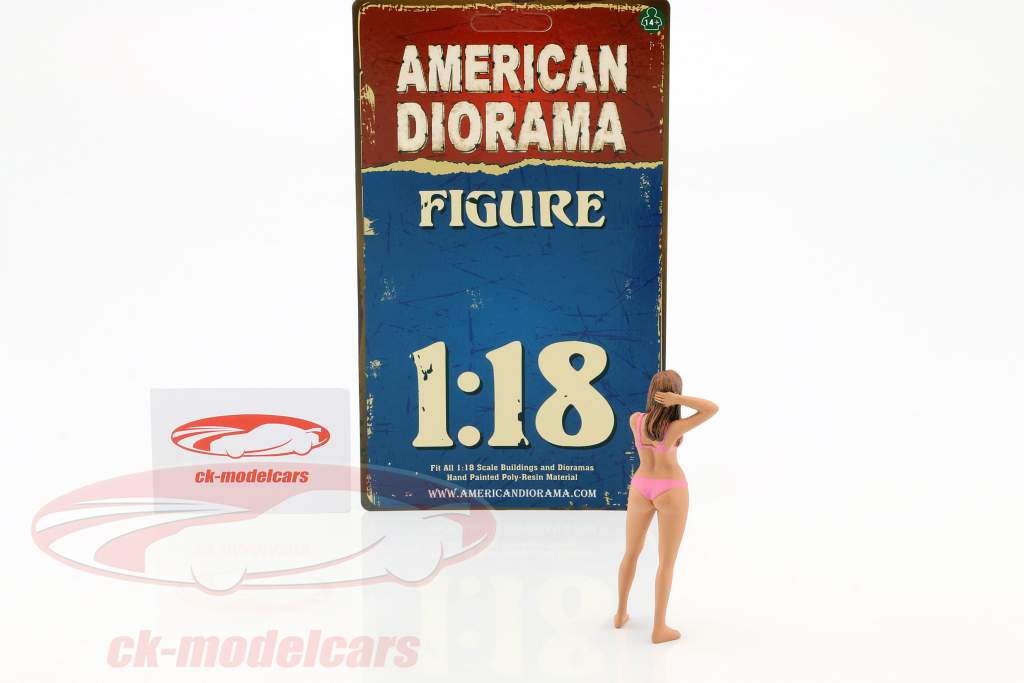 14+
AMERICAN
DIORAMA
FIGURE
1:18
Fit All 1:18 Scale Buildings and Dioramas
Hand Painted Poly-Resin Material
WWW.AMERICANDIORAMA.COM
ck-modelcars
ck-modelcars